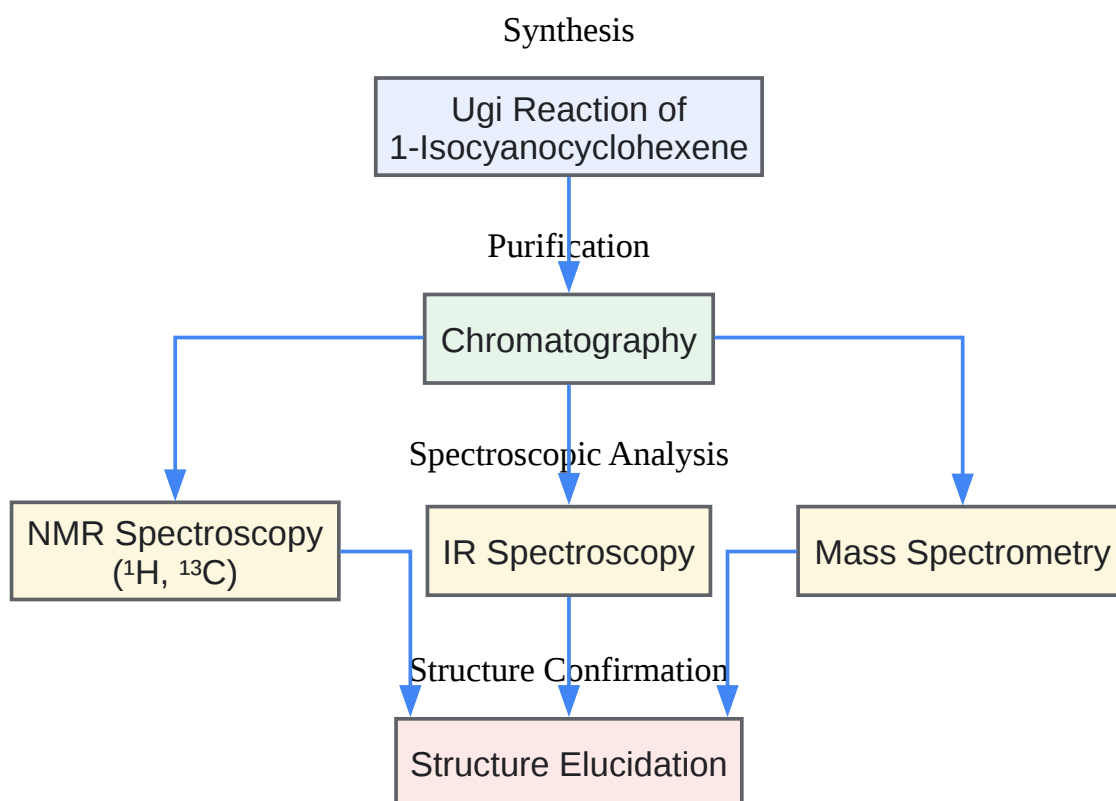 Synthesis
Ugi Reaction of
1-Isocyanocyclohexene
Purification
Chromatography
Spectroscopic Analysis
NMR Spectroscopy
(¹H, ¹³C)
IR Spectroscopy
Mass Spectrometry
Structure Confirmation
Structure Elucidation